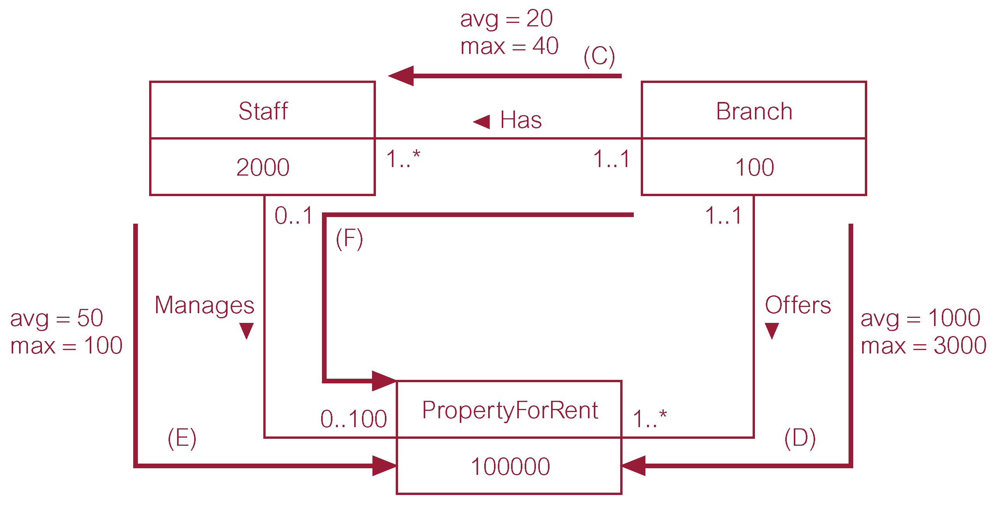 avg = 20
max = 40
(C)
Staff
Branch
Has
2000
1..*
1..1
100
0..1
1..1
(F)
Manages
Offers
avg = 50
max = 100
avg = 1000
max = 3000
PropertyForRent
0..100
1..*
(E)
(D)
100000